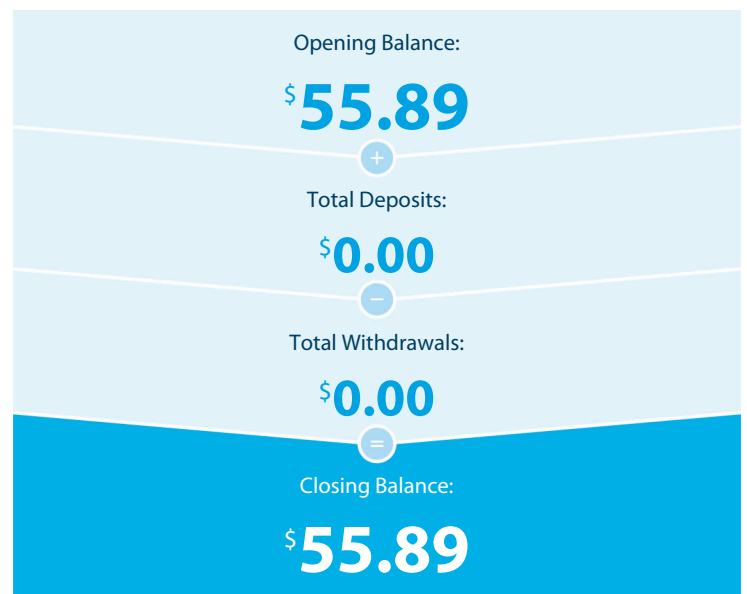 Opening Balance:
$55.89
+
Total Deposits:
$0.00
−
Total Withdrawals:
$0.00
=
Closing Balance:
$55.89